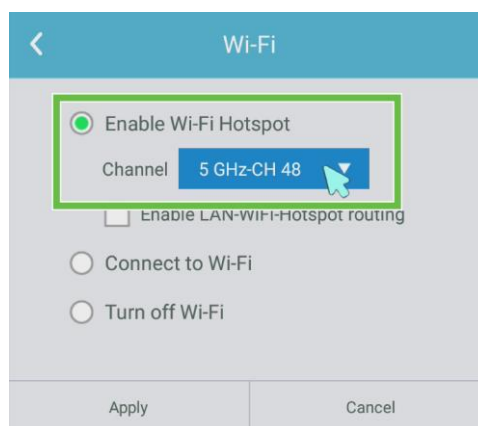 Wi-Fi
Enable Wi-Fi Hotspot
Channel 5 GHz-CH 48
Enable LAN-WiFi-Hotspot routing
Connect to Wi-Fi
Turn off Wi-Fi
Apply Cancel